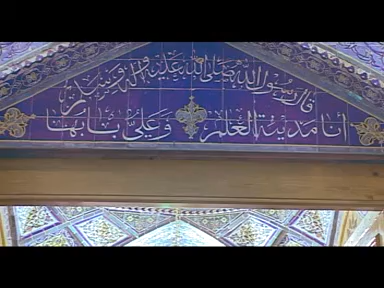 قال رسول الله صلى الله عليه وآله وسلم
أنا مدينة العلم وعلي بابها